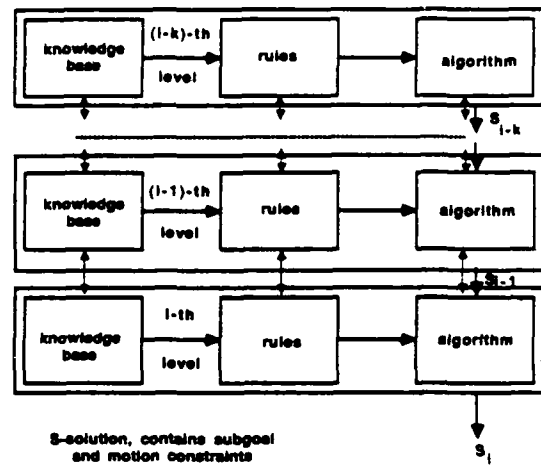 (i-k)-th
knowledge
base
level
rules
algorithm
S i-k
(i-1)-th
knowledge
base
level
rules
algorithm
S i-1
i-th
knowledge
base
level
rules
algorithm
S-solution, contains subgoal
and motion constraints
S i